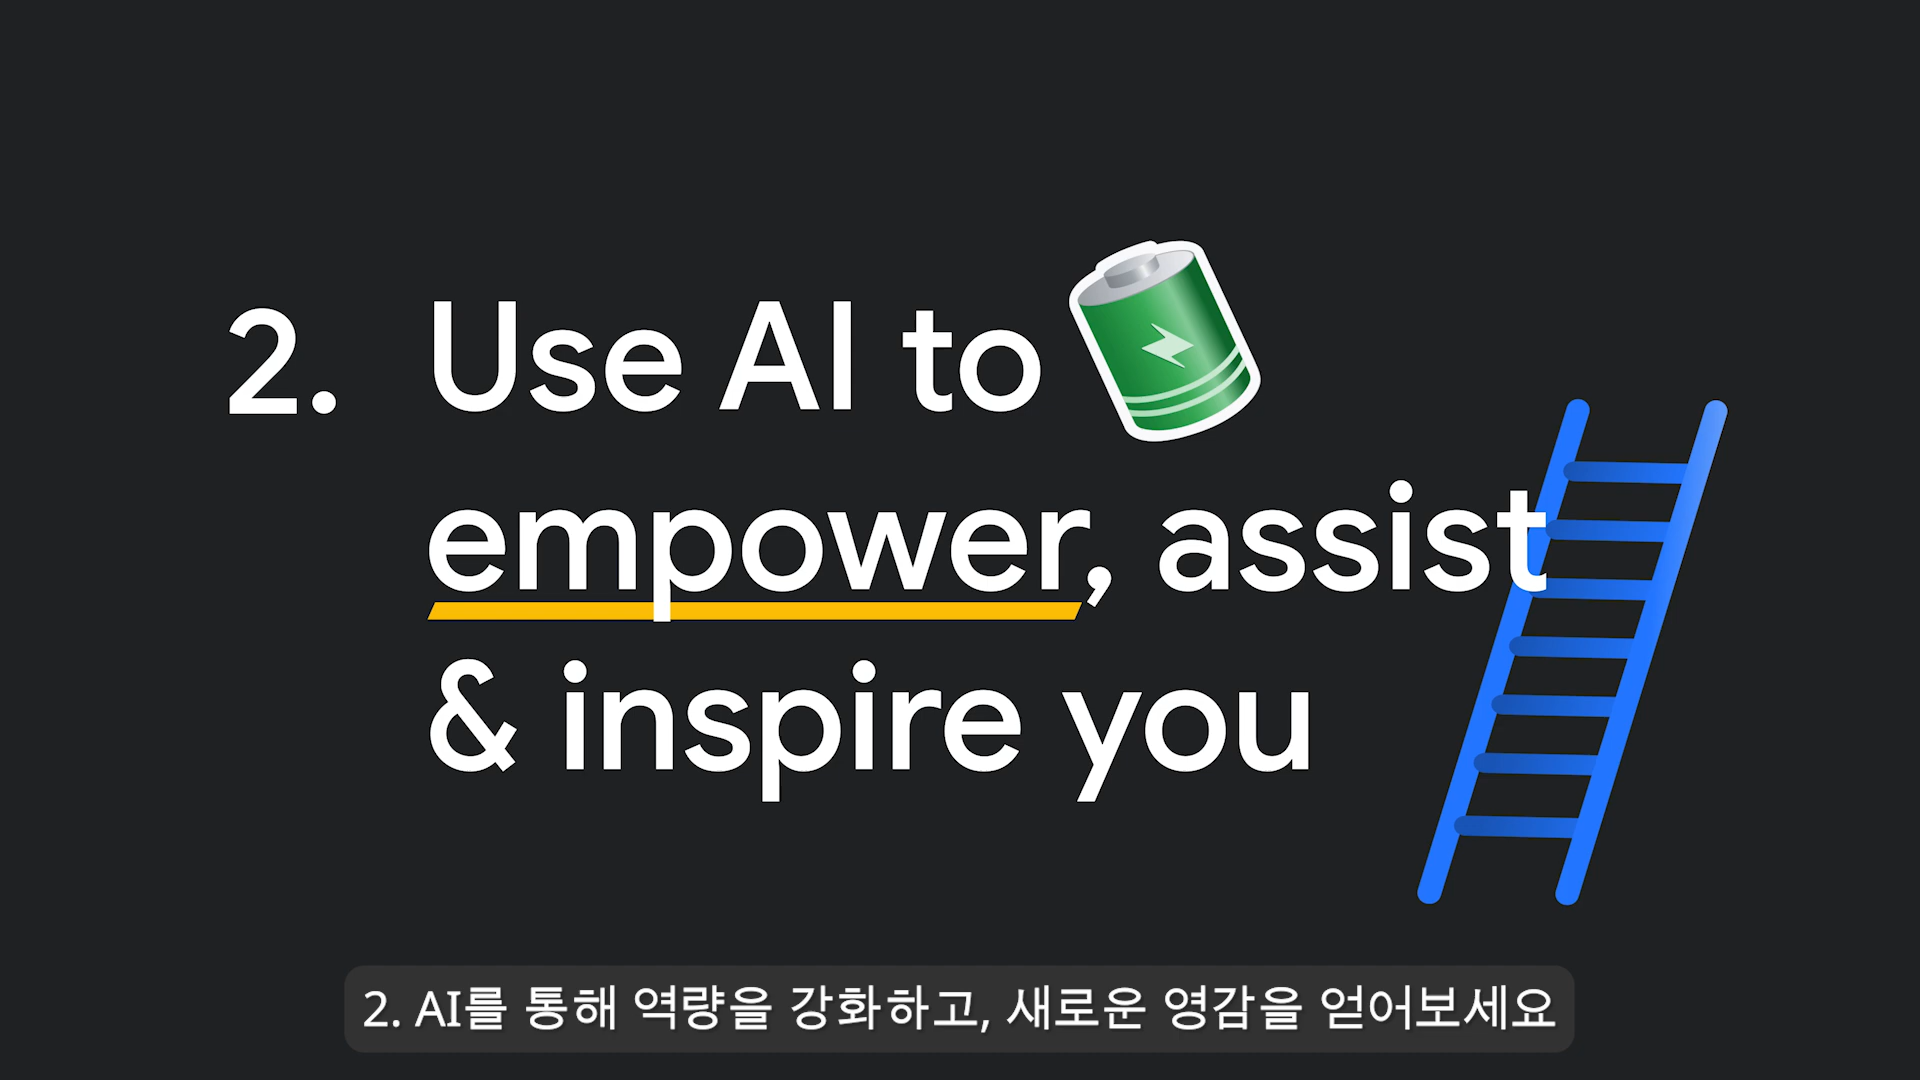 2. Use AI to
empower, assist
& inspire you
2. AI를 통해 역량을 강화하고, 새로운 영감을 얻어보세요